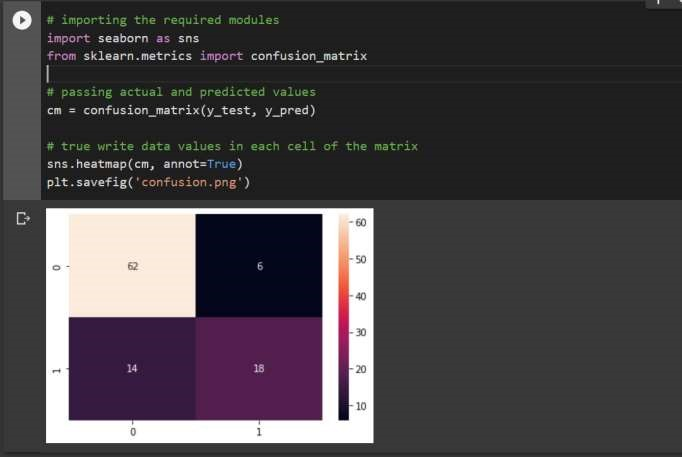 # importing the required modules
import seaborn as sns
from sklearn.metrics import confusion_matrix
# passing actual and predicted values
cm = confusion_matrix(y_test, y_pred)
# true write data values in each cell of the matrix
sns.heatmap(cm, annot=True)
plt.savefig('confusion.png')
60
0 62 6
50
40
30
1 14 18
20
10
0 1